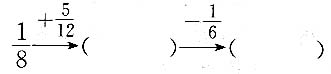 1/8 —+5/12→ (      ) —−1/6→ (      )